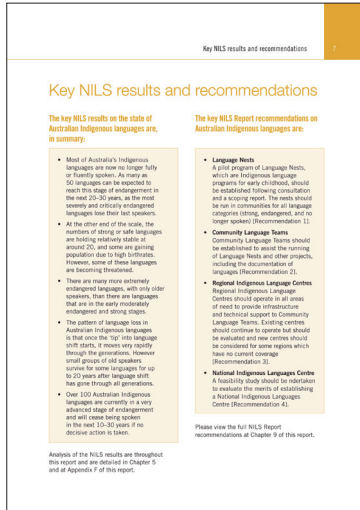 Key NILS results and recommendations 7
Key NILS results and recommendations
The key NILS results on the state of
Australian Indigenous languages are,
in summary:
• Most of Australia's Indigenous
languages are now no longer fully
or fluently spoken. As many as
50 languages can be expected to
reach this stage of endangerment in
the next 20–30 years, as the most
severely and critically endangered
languages lose their last speakers.
• At the other end of the scale, the
numbers of strong or safe languages
are holding relatively stable at
around 20, and some are gaining
population due to high birthrates.
However, some of these languages
are becoming threatened.
• There are many more extremely
endangered languages, with only older
speakers, than there are languages
that are in the early moderately
endangered and strong stages.
• The pattern of language loss in
Australian Indigenous languages
is that once the 'tip' into language
shift starts, it moves very rapidly
through the generations. However
small groups of old speakers
survive for some languages for up
to 20 years after language shift
has gone through all generations.
• Over 100 Australian Indigenous
languages are currently in a very
advanced stage of endangerment
and will cease being spoken
in the next 10–30 years if no
decisive action is taken.
Analysis of the NILS results are throughout
this report and are detailed in Chapter 5
and at Appendix F of this report.
The key NILS Report recommendations on
Australian Indigenous languages are:
• Language Nests
A pilot program of Language Nests,
which are Indigenous language
programs for early childhood, should
be established following consultation
and a scoping report. The nests should
be run in communities for all language
categories (strong, endangered, and no
longer spoken) (Recommendation 1).
• Community Language Teams
Community Language Teams should
be established to assist the running
of Language Nests and other projects,
including the documentation of
languages (Recommendation 2).
• Regional Indigenous Language Centres
Regional Indigenous Language
Centres should operate in all areas
of need to provide infrastructure
and technical support to Community
Language Teams. Existing centres
should continue to operate but should
be evaluated and new centres should
be considered for some regions which
have no current coverage
(Recommendation 3).
• National Indigenous Languages Centre
A feasibility study should be ndertaken
to evaluate the merits of establishing
a National Indigenous Languages
Centre (Recommendation 4).
Please view the full NILS Report
recommendations at Chapter 9 of this report.